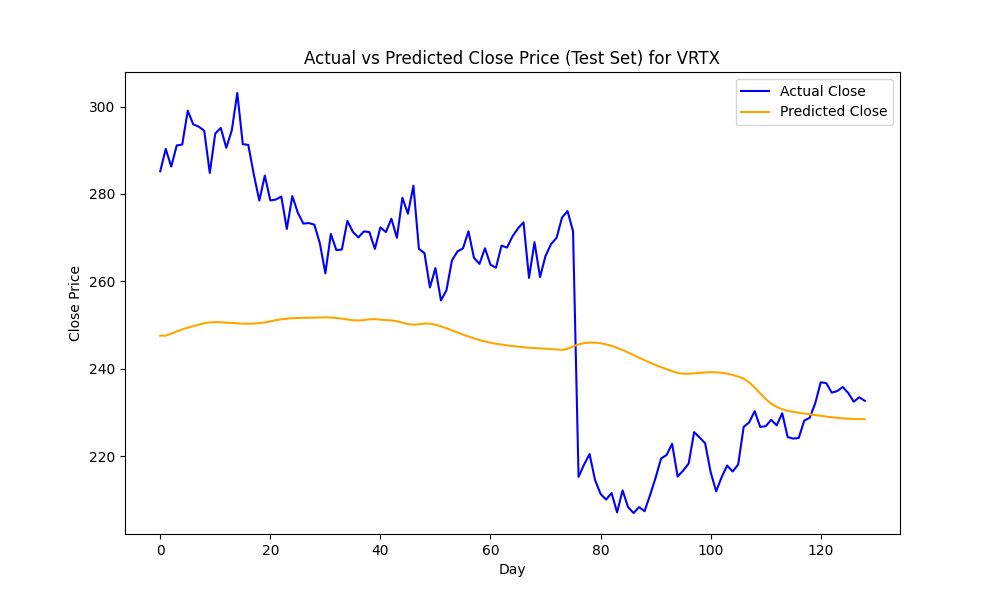 Actual vs Predicted Close Price (Test Set) for VRTX
Actual Close
Predicted Close
Close Price
300
280
260
240
220
0 20 40 60 80 100 120
Day